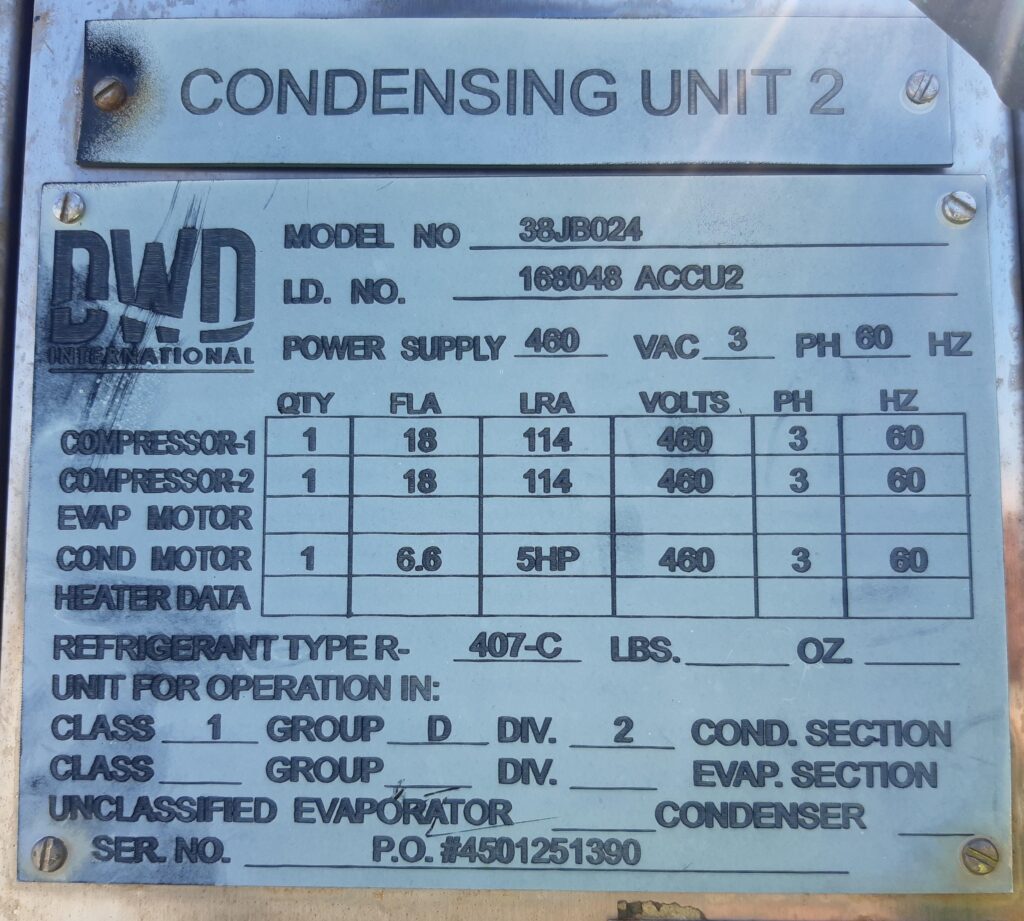 CONDENSING UNIT 2
DWD
INTERNATIONAL
MODEL NO 38JB024
I.D. NO. 168048 ACCU2
POWER SUPPLY 460 VAC 3 PH 60 HZ
QTY FLA LRA VOLTS PH HZ
COMPRESSOR-1 1 18 114 460 3 60
COMPRESSOR-2 1 18 114 460 3 60
EVAP MOTOR
COND MOTOR 1 6.6 5HP 460 3 60
HEATER DATA
REFRIGERANT TYPE R- 407-C LBS. OZ.
UNIT FOR OPERATION IN:
CLASS 1 GROUP D DIV. 2 COND. SECTION
CLASS GROUP DIV. EVAP. SECTION
UNCLASSIFIED EVAPORATOR CONDENSER
SER. NO. P.O. #4501251390